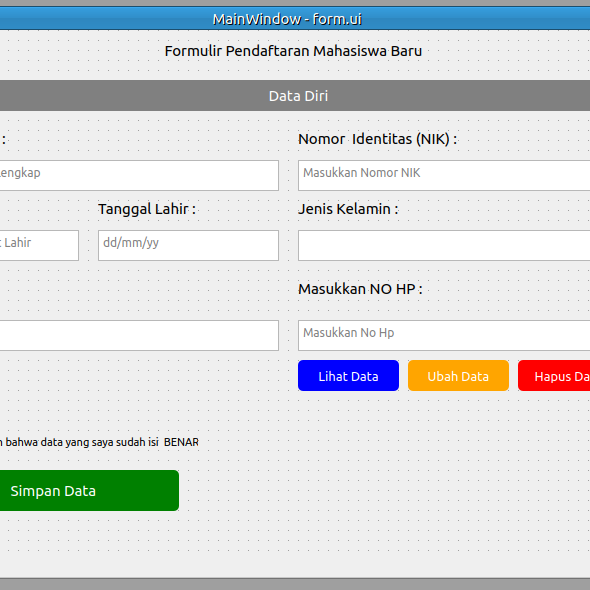 MainWindow - form.ui
Formulir Pendaftaran Mahasiswa Baru
Data Diri
:
Nomor Identitas (NIK) :
Masukkan Nomor NIK
Tanggal Lahir :
Jenis Kelamin :
Lahir
dd/mm/yy
Masukkan NO HP :
Masukkan No Hp
Lihat Data
Ubah Data
Hapus
bahwa data yang saya sudah isi BENAR
Simpan Data